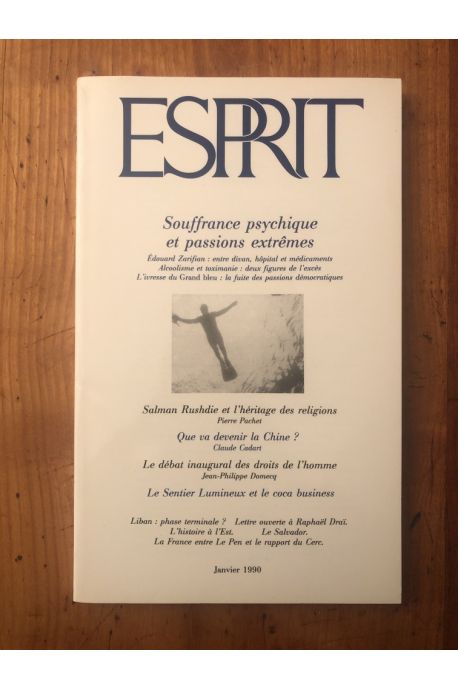 ESPRIT
Souffrance psychique
et passions extrêmes
Édouard Zarifian : entre divan, hôpital et médicaments
Alcoolisme et toximanie : deux figures de l'excès
L'ivresse du Grand bleu : la fuite des passions démocratiques
Salman Rushdie et l'héritage des religions
Pierre Pachet
Que va devenir la Chine ?
Claude Cadart
Le débat inaugural des droits de l'homme
Jean-Philippe Domecq
Le Sentier Lumineux et le coca business
Liban : phase terminale ? Lettre ouverte à Raphaël Draï.
L'histoire à l'Est. Le Salvador.
La France entre Le Pen et le rapport du Cerc.
Janvier 1990